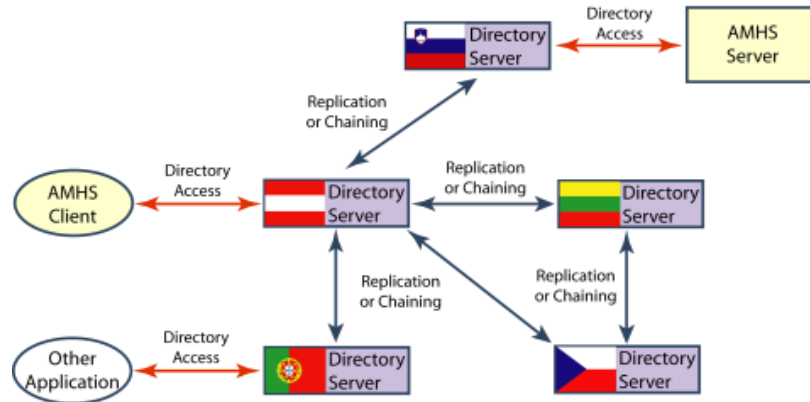 Directory
Server
Directory
Access
AMHS
Server
Replication
or Chaining
AMHS
Client
Directory
Access
Directory
Server
Replication
or Chaining
Directory
Server
Replication
or Chaining
Replication
or Chaining
Other
Application
Directory
Access
Directory
Server
Directory
Server